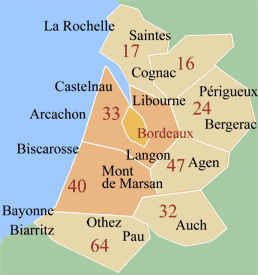 La Rochelle
Saintes
17
16
Cognac
Castelnau
Périgueux
Libourne
33
24
Arcachon
Bergerac
Bordeaux
Biscarosse
Langon
47
Agen
Mont
de Marsan
40
32
Bayonne
Othez
Auch
Biarritz
Pau
64